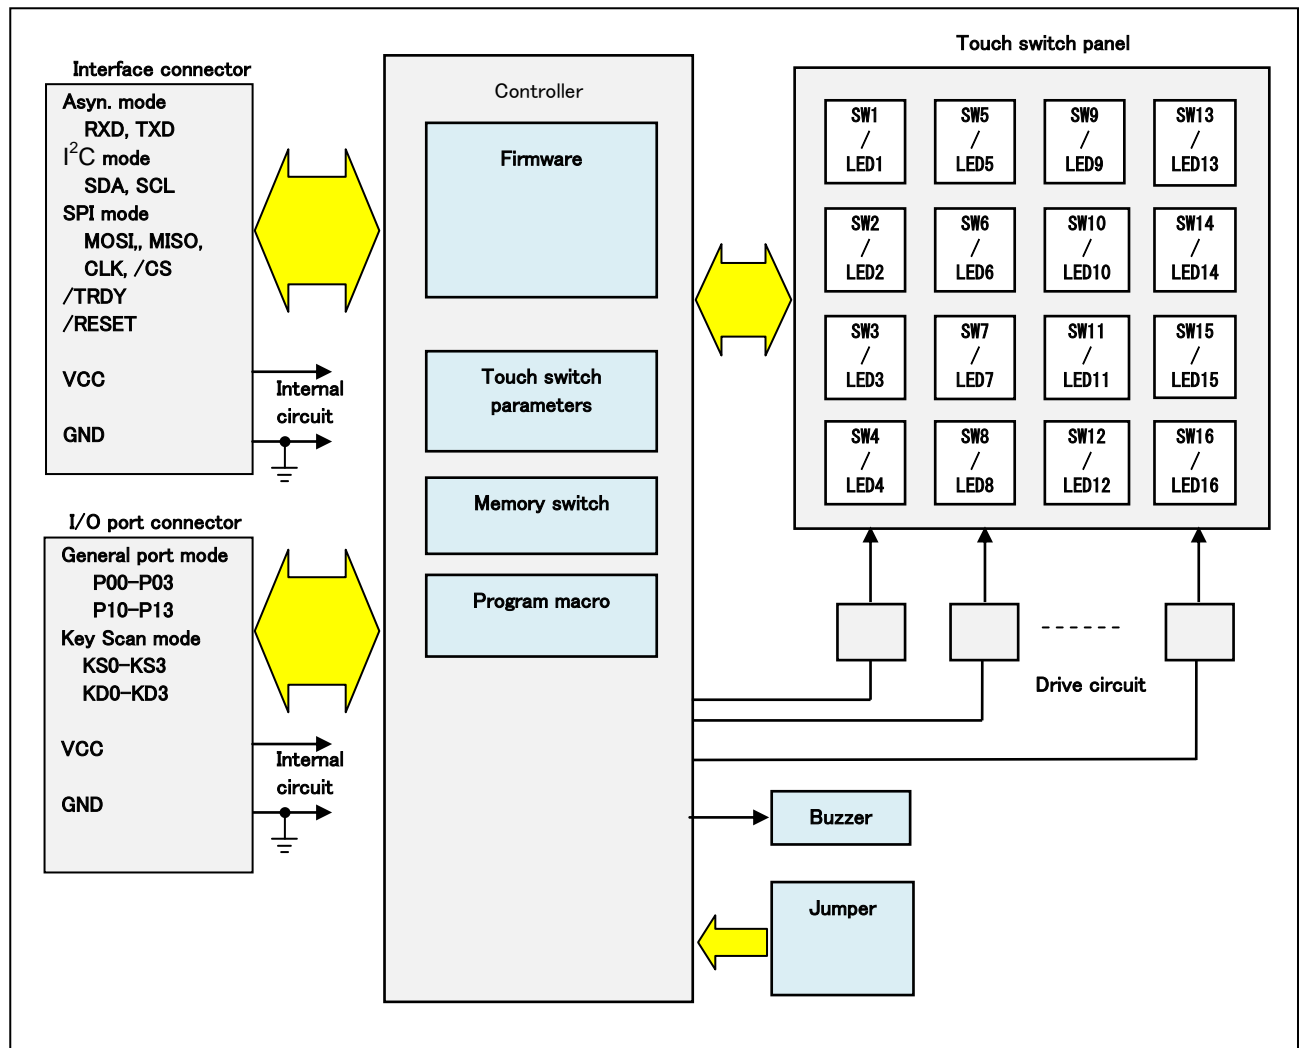 Touch switch panel
Interface connector
Asyn. mode
RXD, TXD
I²C mode
SDA, SCL
SPI mode
MOSI,, MISO,
CLK, /CS
/TRDY
/RESET
VCC
GND
Internal
circuit
I/O port connector
General port mode
P00-P03
P10-P13
Key Scan mode
KS0-KS3
KD0-KD3
VCC
GND
Internal
circuit
Controller
Firmware
Touch switch
parameters
Memory switch
Program macro
SW1
/
LED1
SW5
/
LED5
SW9
/
LED9
SW13
/
LED13
SW2
/
LED2
SW6
/
LED6
SW10
/
LED10
SW14
/
LED14
SW3
/
LED3
SW7
/
LED7
SW11
/
LED11
SW15
/
LED15
SW4
/
LED4
SW8
/
LED8
SW12
/
LED12
SW16
/
LED16
Drive circuit
Buzzer
Jumper